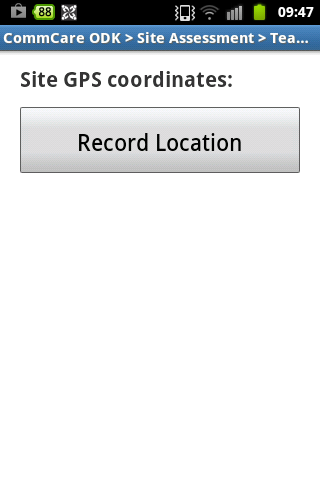 88 09:47
CommCare ODK > Site Assessment > Tea...
Site GPS coordinates:
Record Location